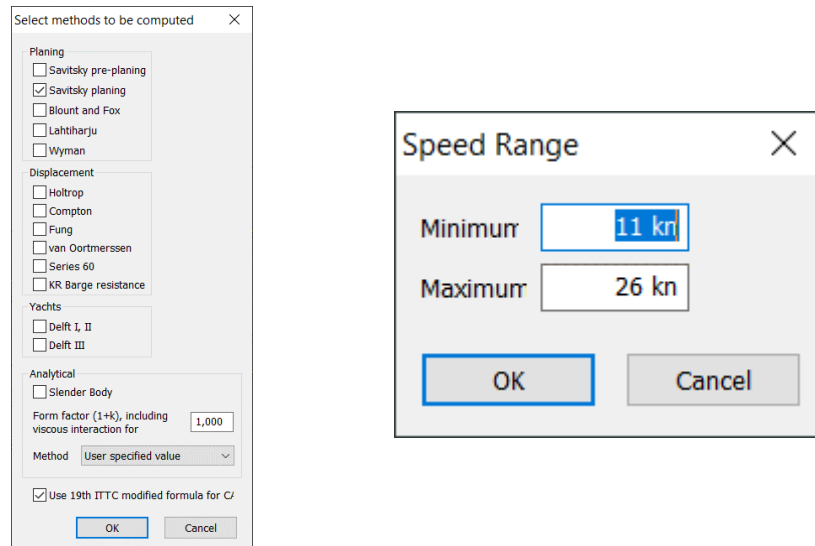 Select methods to be computed
Planing
Savitsky pre-planing
Savitsky planing
Blount and Fox
Lahtiharju
Wyman
Displacement
Holtrop
Compton
Fung
van Oortmerssen
Series 60
KR Barge resistance
Yachts
Delft I, II
Delft III
Analytical
Slender Body
Form factor (1+k), including
viscous interaction for
1,000
Method User specified value
Use 19th ITTC modified formula for CA
OK Cancel
Speed Range
Minimum 11 kn
Maximum 26 kn
OK Cancel